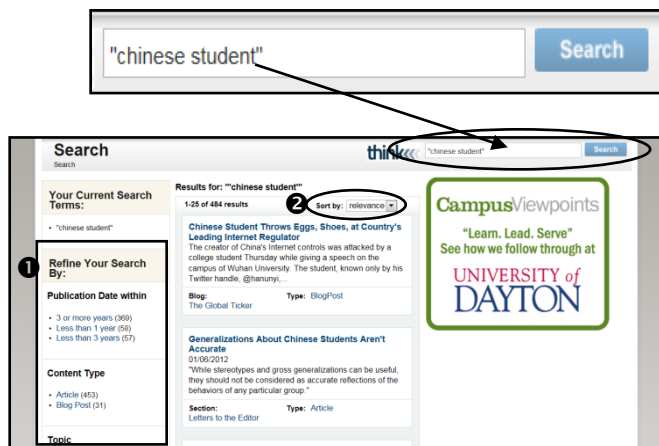 "chinese student"
Search
Search
Search
think
"chinese student"
Search
Your Current Search
Terms:
• "chinese student"
1
Refine Your Search
By:
Publication Date within
• 3 or more years (369)
• Less than 1 year (58)
• Less than 3 years (57)
Content Type
• Article (453)
• Blog Post (31)
Topic
Results for: ""chinese student""
1-25 of 484 results
2
Sort by: relevance
Chinese Student Throws Eggs, Shoes, at Country's
Leading Internet Regulator
The creator of China's Internet controls was attacked by a
college student Thursday while giving a speech on the
campus of Wuhan University. The student, known only by his
Twitter handle, @hanunyi,...
Blog:
The Global Ticker
Type: BlogPost
Generalizations About Chinese Students Aren't
Accurate
01/06/2012
"While stereotypes and gross generalizations can be useful,
they should not be considered as accurate reflections of the
behaviors of any particular group."
Section:
Letters to the Editor
Type: Article
CampusViewpoints
"Learn. Lead. Serve"
See how we follow through at
UNIVERSITY of
DAYTON